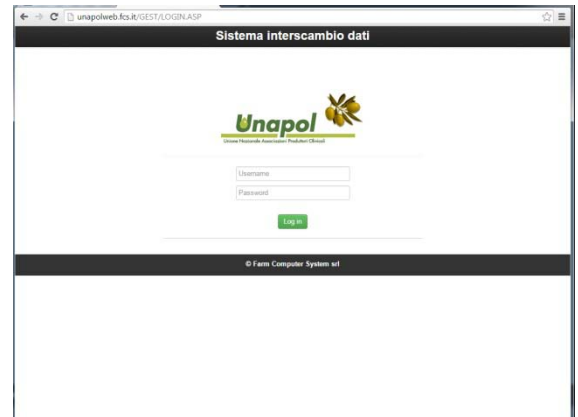 unapolweb.fcs.it/GEST/LOGIN.ASP
Sistema interscambio dati
Unapol
Unione Nazionale Associazioni Produttori Olivicoli
Username
Password
Log in
© Farm Computer System srl